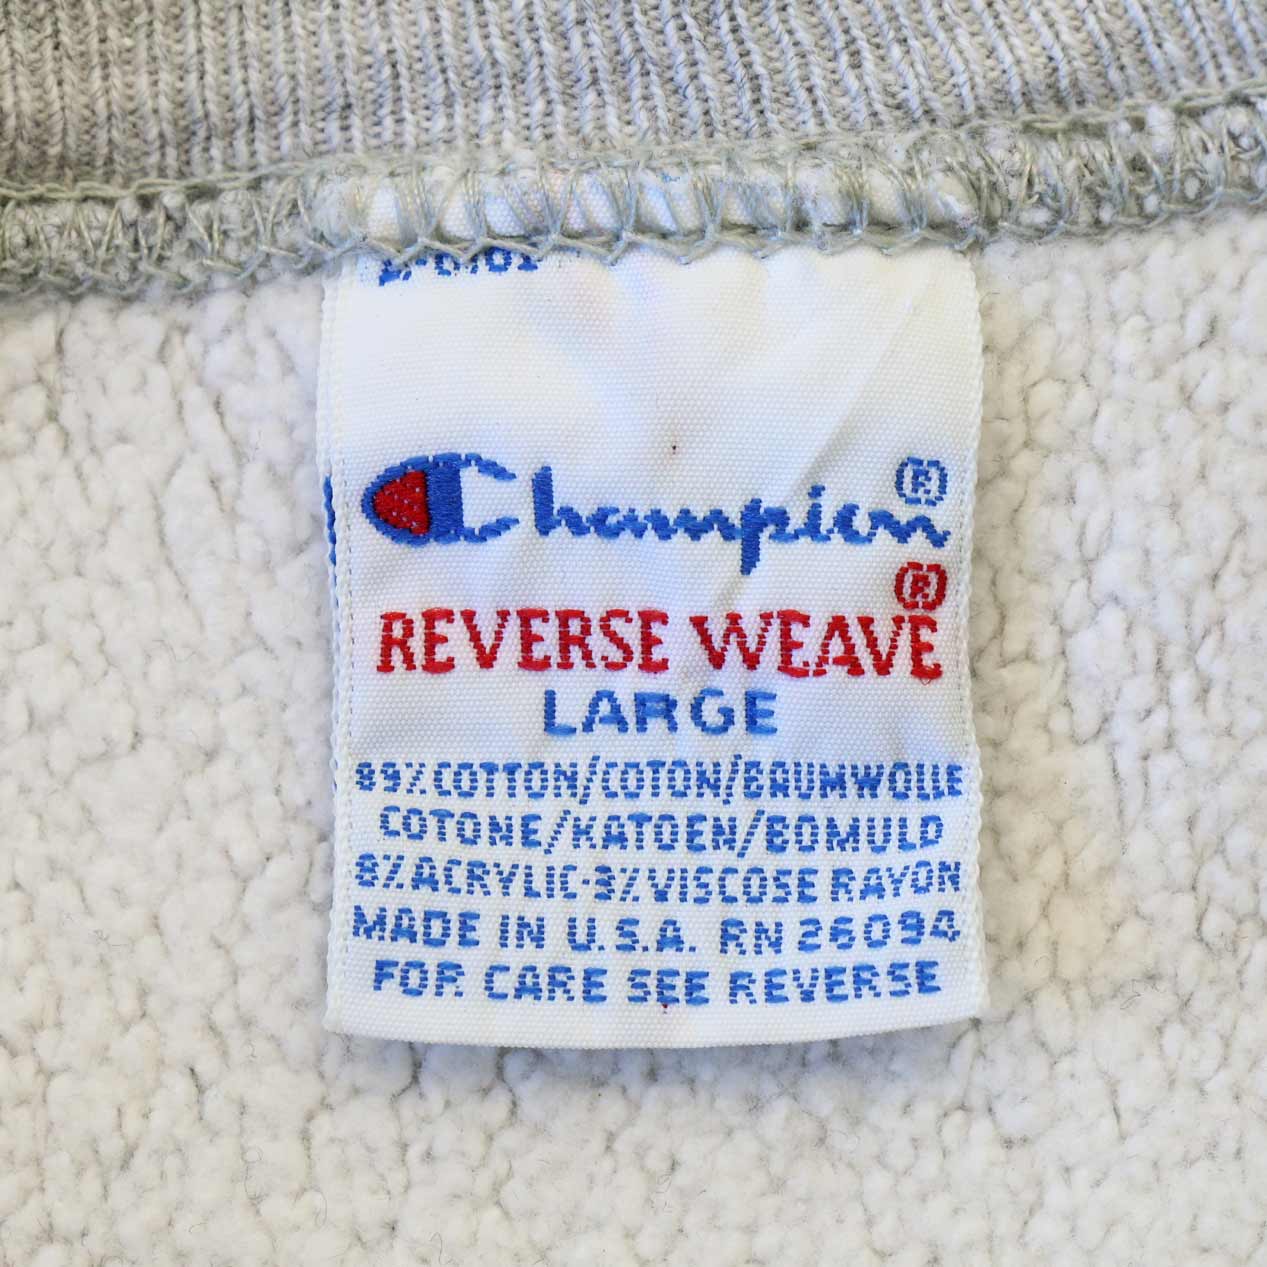 Champion®
REVERSE WEAVE®
LARGE
89% COTTON/COTON/BAUMWOLLE
COTONE/KATOEN/BOMULD
8% ACRYLIC-3% VISCOSE RAYON
MADE IN U.S.A. RN 26094
FOR CARE SEE REVERSE